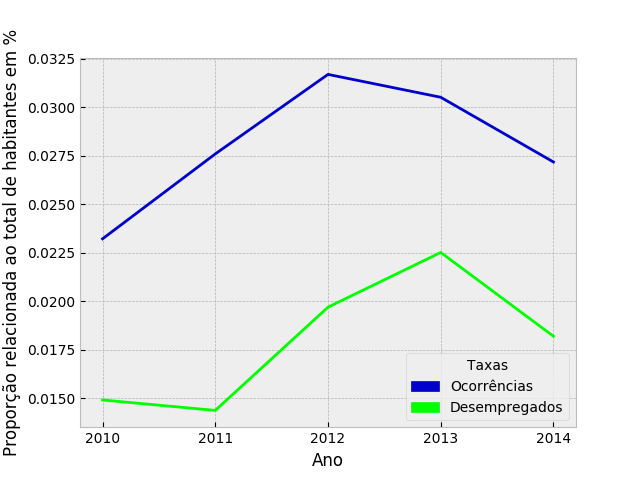 Proporção relacionada ao total de habitantes em %
0.0325
0.0300
0.0275
0.0250
0.0225
0.0200
0.0175
0.0150
Taxas
Ocorrências
Desempregados
2010 2011 2012 2013 2014
Ano